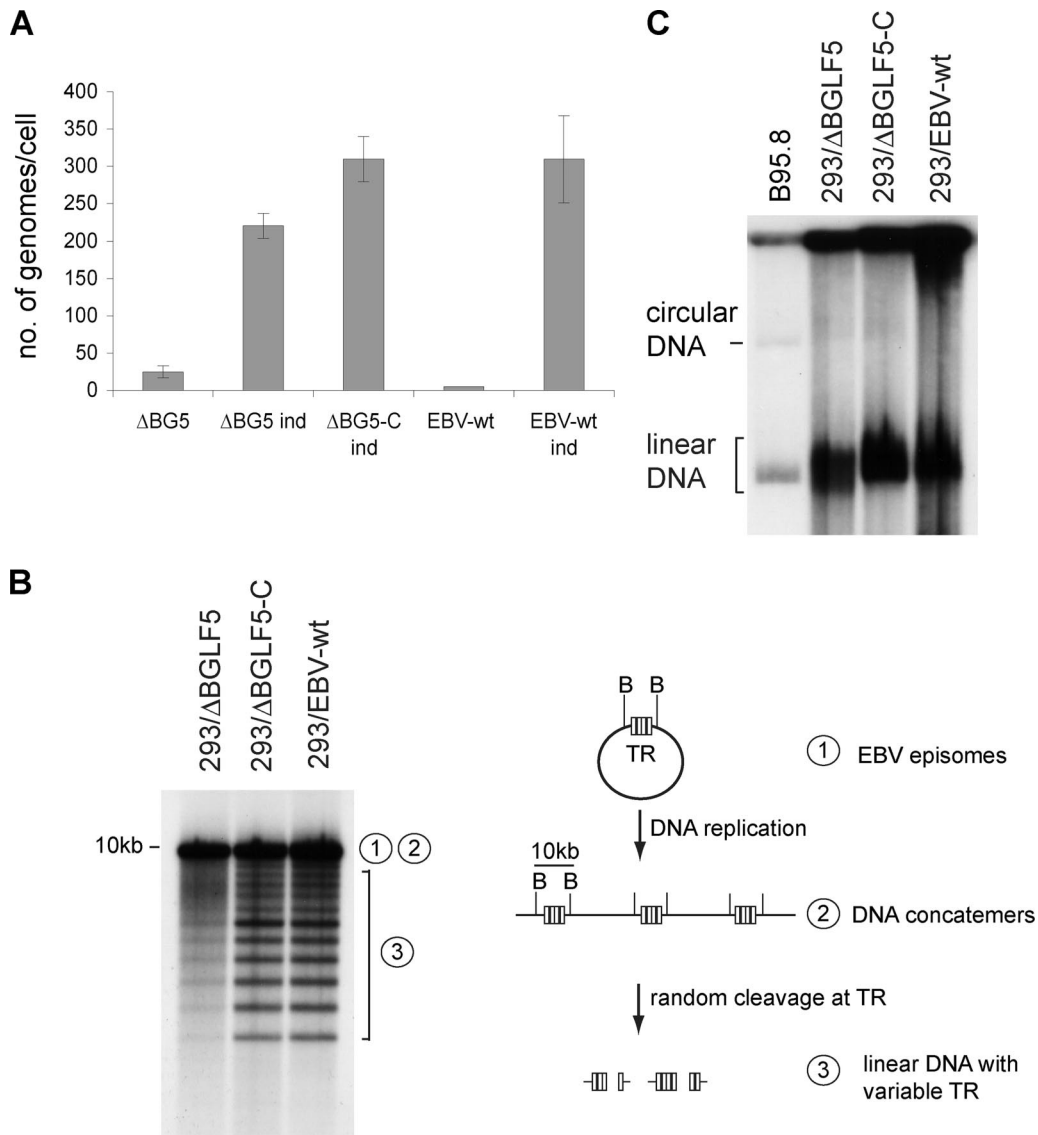 A
no. of genomes/cell
400
350
300
250
200
150
100
50
0
ΔBG5
ΔBG5 ind
ΔBG5-C
ind
EBV-wt
EBV-wt
ind
C
B95.8
293/ΔBGLF5
293/ΔBGLF5-C
293/EBV-wt
circular
DNA
linear
DNA
B
293/ΔBGLF5
293/ΔBGLF5-C
293/EBV-wt
10kb
1 2
3
B B
TR
1 EBV episomes
DNA replication
10kb
B B
2 DNA concatemers
random cleavage at TR
3 linear DNA with
variable TR